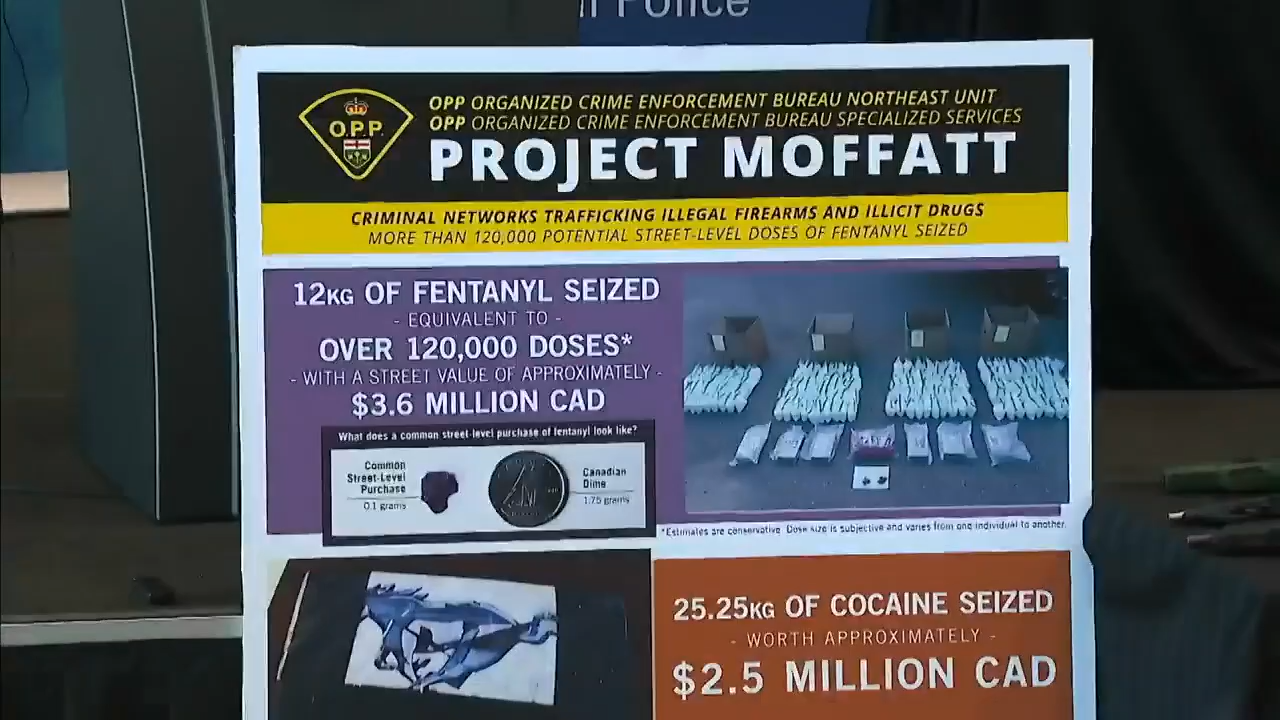 Police
OPP ORGANIZED CRIME ENFORCEMENT BUREAU NORTHEAST UNIT
OPP ORGANIZED CRIME ENFORCEMENT BUREAU SPECIALIZED SERVICES
O.P.P.
PROJECT MOFFATT
CRIMINAL NETWORKS TRAFFICKING ILLEGAL FIREARMS AND ILLICIT DRUGS
MORE THAN 120,000 POTENTIAL STREET-LEVEL DOSES OF FENTANYL SEIZED
12KG OF FENTANYL SEIZED
- EQUIVALENT TO -
OVER 120,000 DOSES*
- WITH A STREET VALUE OF APPROXIMATELY -
$3.6 MILLION CAD
What does a common street-level purchase of fentanyl look like?
Common
Street-Level
Purchase
0.1 grams
Canadian
Dime
1.75 grams
*Estimates are conservative. Dose size is subjective and varies from one individual to another.
25.25KG OF COCAINE SEIZED
- WORTH APPROXIMATELY -
$2.5 MILLION CAD